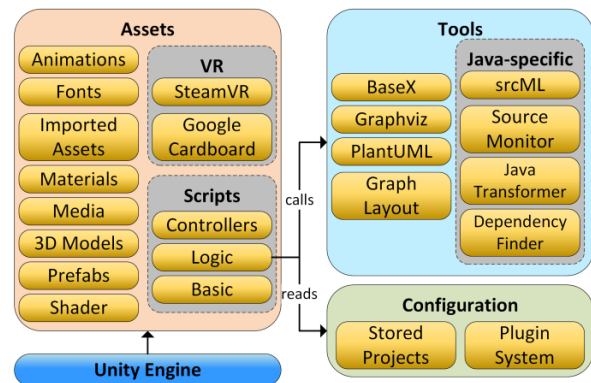 Assets
Animations
Fonts
Imported
Assets
Materials
Media
3D Models
Prefabs
Shader
VR
SteamVR
Google
Cardboard
Scripts
Controllers
Logic
Basic
Unity Engine
calls
reads
Tools
BaseX
Graphviz
PlantUML
Graph
Layout
Java-specific
srcML
Source
Monitor
Java
Transformer
Dependency
Finder
Configuration
Stored
Projects
Plugin
System